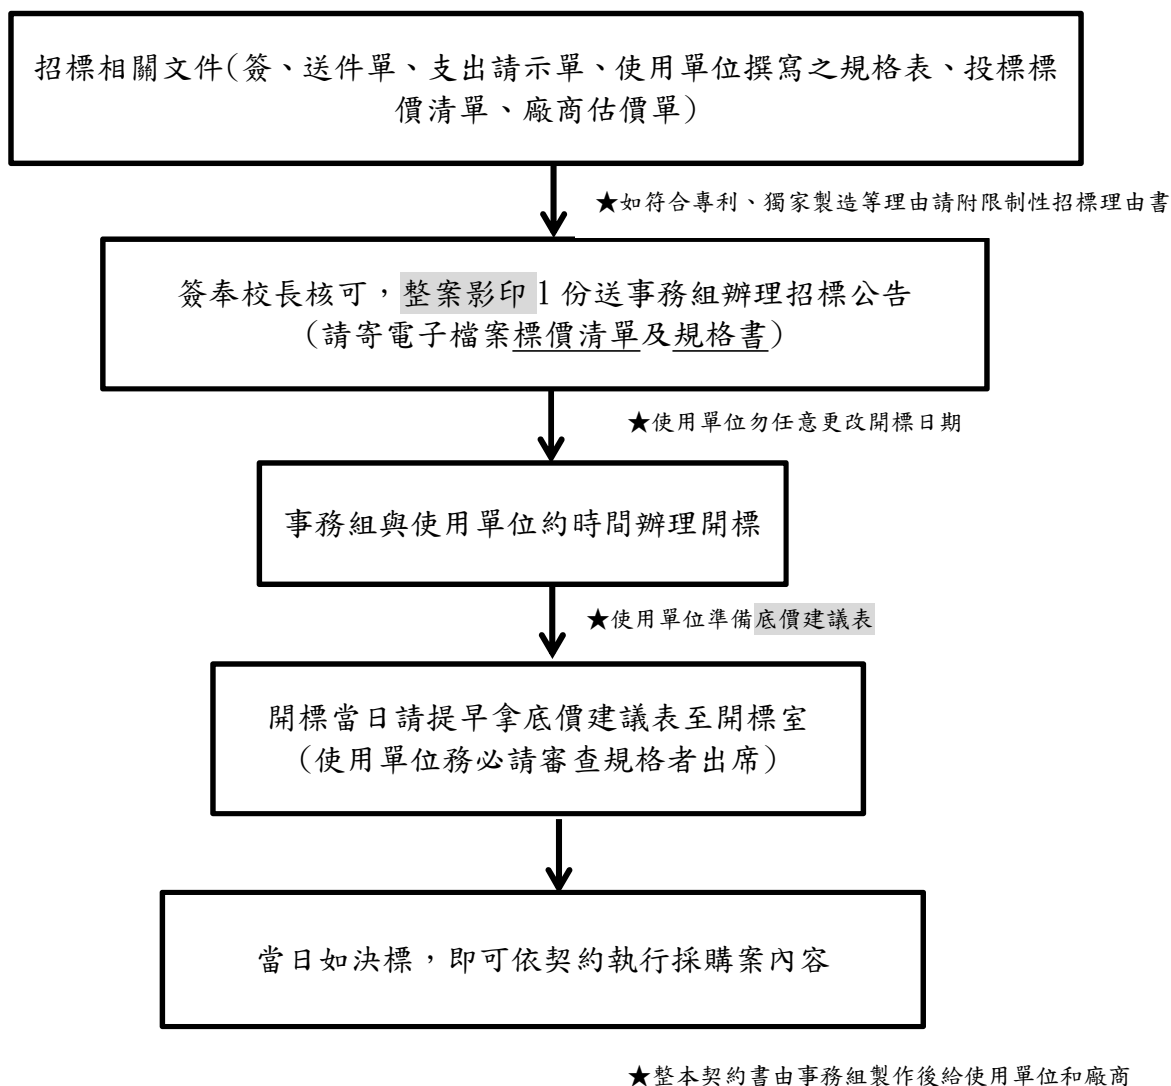 招標相關文件(簽、送件單、支出請示單、使用單位撰寫之規格表、投標標
價清單、廠商估價單)
★如符合專利、獨家製造等理由請附限制性招標理由書
簽奉校長核可，整案影印1份送事務組辦理招標公告
(請寄電子檔案標價清單及規格書)
★使用單位勿任意更改開標日期
事務組與使用單位約時間辦理開標
★使用單位準備底價建議表
開標當日請提早拿底價建議表至開標室
(使用單位務必請審查規格者出席)
當日如決標，即可依契約執行採購案內容
★整本契約書由事務組製作後給使用單位和廠商